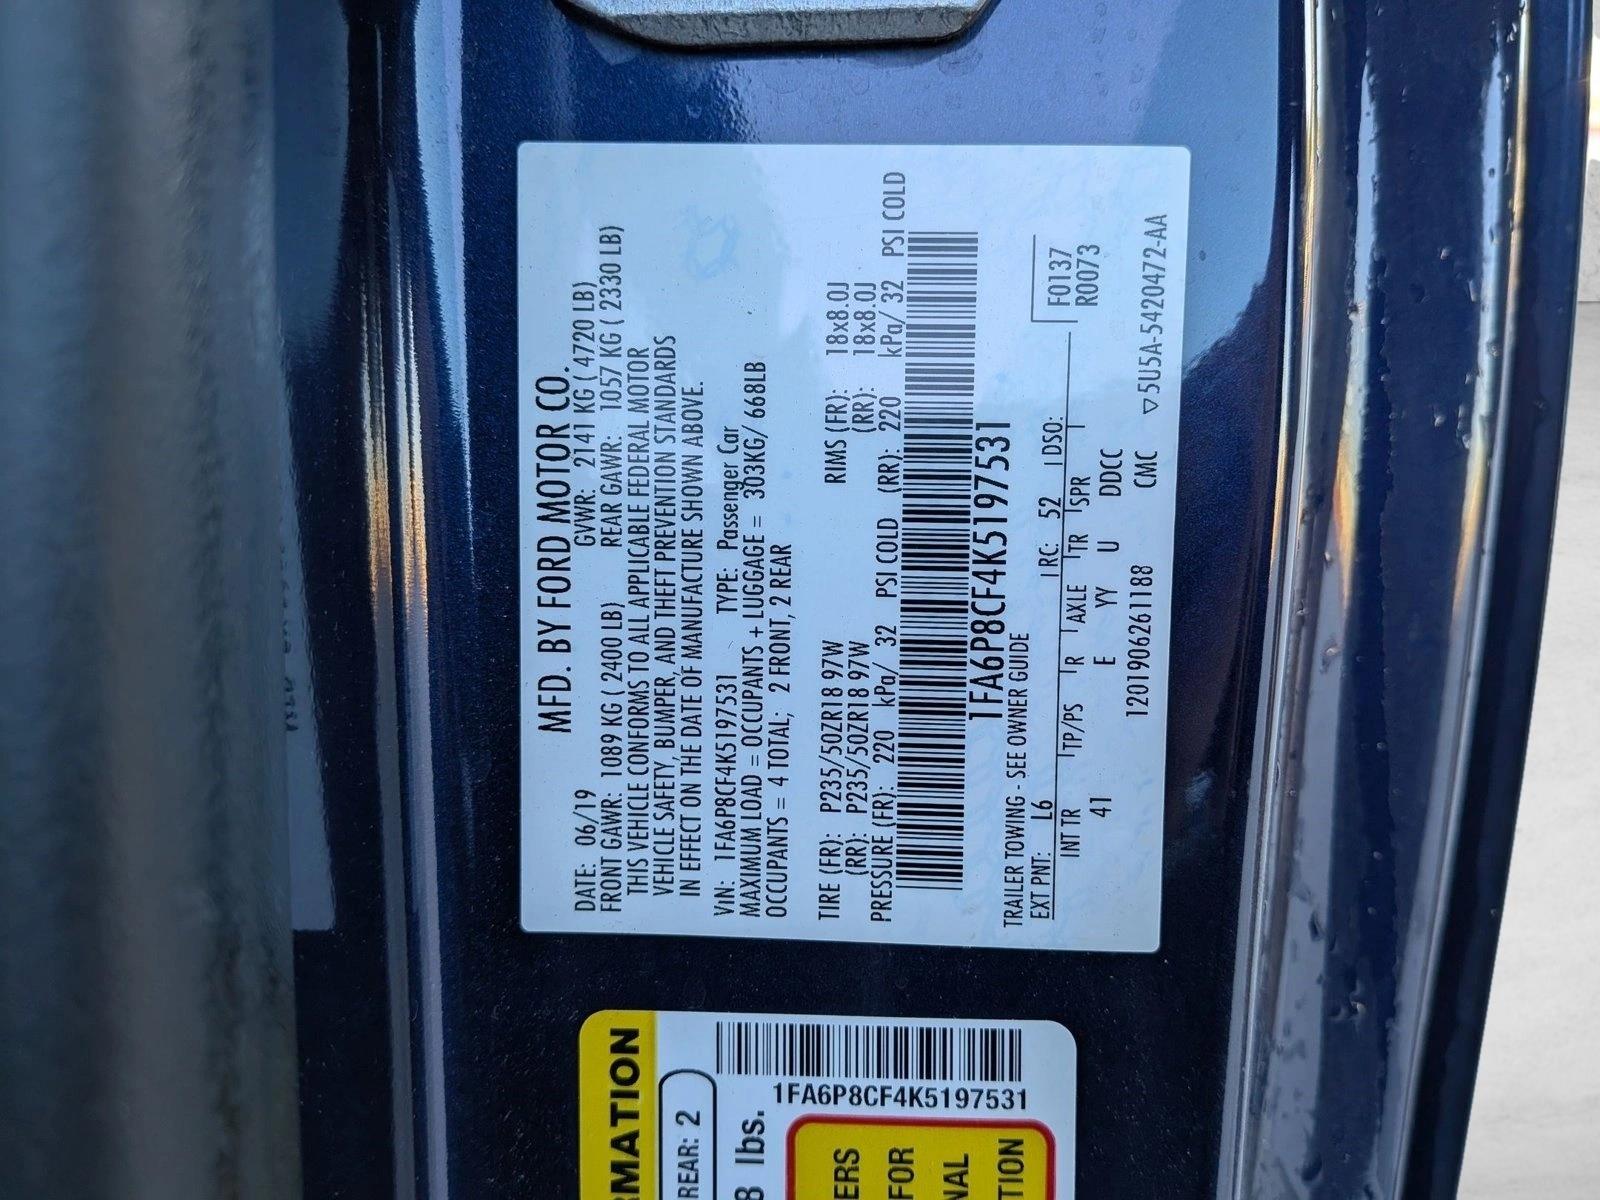 MFD. BY FORD MOTOR CO.
DATE: 06/19 GVWR: 2141 KG ( 4720 LB)
FRONT GAWR: 1089 KG ( 2400 LB) REAR GAWR: 1057 KG ( 2330 LB)
THIS VEHICLE CONFORMS TO ALL APPLICABLE FEDERAL MOTOR
VEHICLE SAFETY, BUMPER, AND THEFT PREVENTION STANDARDS
IN EFFECT ON THE DATE OF MANUFACTURE SHOWN ABOVE.
VIN: 1FA6P8CF4K5197531 TYPE: Passenger Car
MAXIMUM LOAD = OCCUPANTS + LUGGAGE = 303KG/ 668LB
OCCUPANTS = 4 TOTAL, 2 FRONT, 2 REAR
TIRE (FR): P235/50ZR18 97W RIMS (FR): 18x8.0J
(RR): P235/50ZR18 97W (RR): 18x8.0J
PRESSURE (FR): 220 kPa/ 32 PSI COLD (RR): 220 kPa/ 32 PSI COLD
1FA6P8CF4K5197531
TRAILER TOWING - SEE OWNER GUIDE
EXT PNT: L6 RC: 52 DSO: F0137
INT TR TP/PS R AXLE TR SPR R0073
41 E YY U DDCC
1201906261188 CMC ▽5U5A-5420472-AA
RMATION
REAR: 2
8 lbs.
1FA6P8CF4K5197531
ERS
FOR
NAL
TION